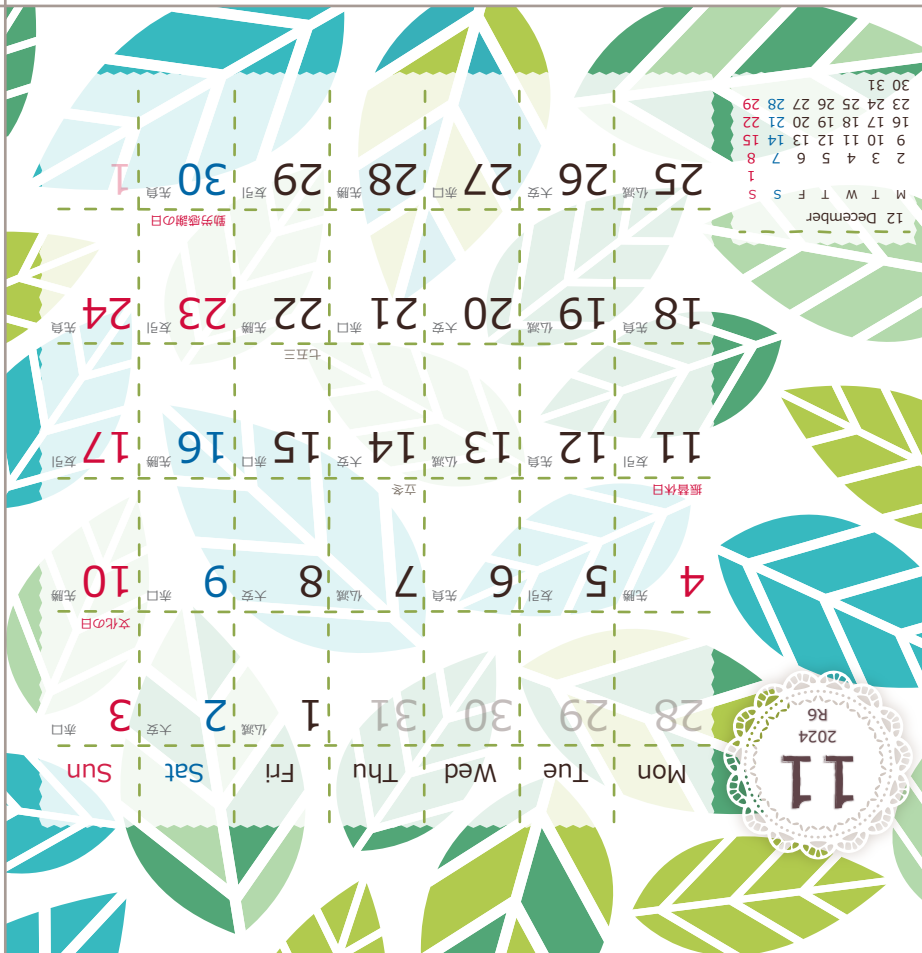 11
2024
R6
Mon Tue Wed Thu Fri Sat Sun
28 29 30 31 1 仏滅 2 大安 3 赤口
文化の日
4 先勝 5 友引 6 先負 7 仏滅 8 大安 9 赤口 10 先勝
振替休日 立冬
11 友引 12 先負 13 仏滅 14 大安 15 赤口 16 先勝 17 友引
七五三
18 先負 19 仏滅 20 大安 21 赤口 22 先勝 23 友引 24 先負
勤労感謝の日
25 仏滅 26 大安 27 赤口 28 先勝 29 友引 30 先負 1
12 December
M T W T F S S
1
2 3 4 5 6 7 8
9 10 11 12 13 14 15
16 17 18 19 20 21 22
23 24 25 26 27 28 29
30 31